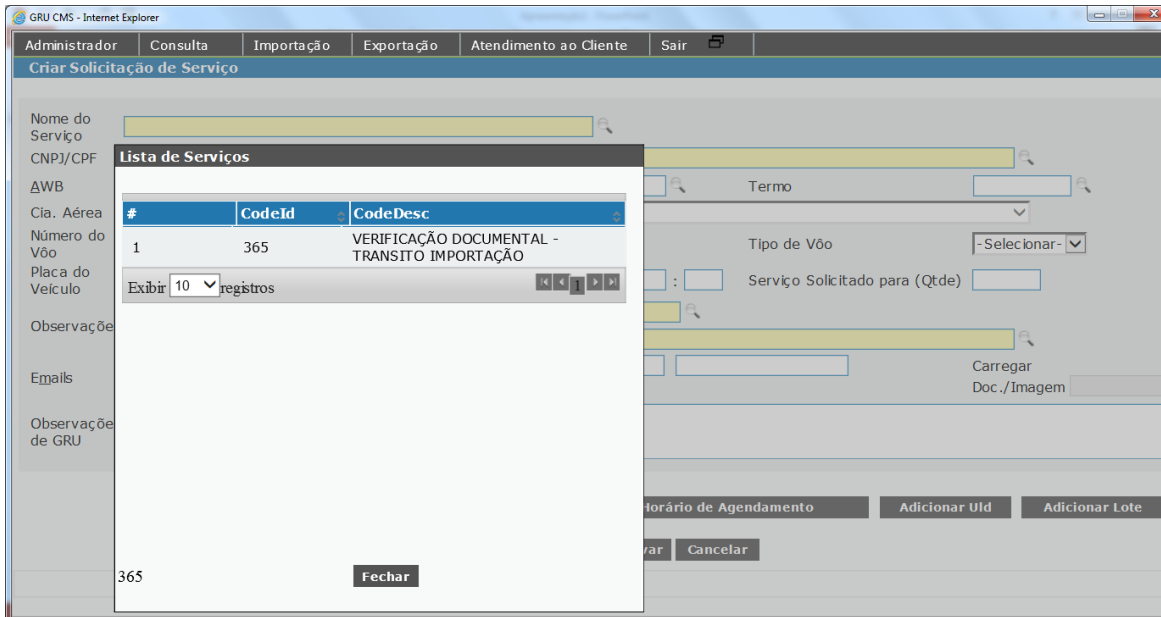 GRU CMS - Internet Explorer
Administrador Consulta Importação Exportação Atendimento ao Cliente Sair
Criar Solicitação de Serviço
Nome do
Serviço
CNPJ/CPF
Lista de Serviços
AWB
Termo
Cia. Aérea
# CodeId CodeDesc
Número do
Vôo
1 365 VERIFICAÇÃO DOCUMENTAL -
TRANSITO IMPORTAÇÃO
Tipo de Vôo
-Selecionar-
Placa do
Veículo
Exibir 10 registros
1
:
Serviço Solicitado para (Qtde)
Observaçõe
Emails
Carregar
Doc./Imagem
Observaçõe
de GRU
Horário de Agendamento Adicionar Uld Adicionar Lote
var Cancelar
365 Fechar